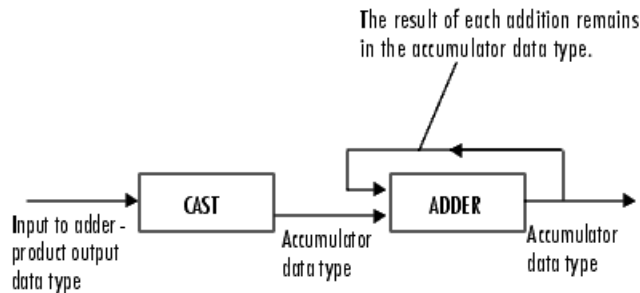 The result of each addition remains
in the accumulator data type.
CAST
ADDER
Input to adder -
product output
data type
Accumulator
data type
Accumulator
data type